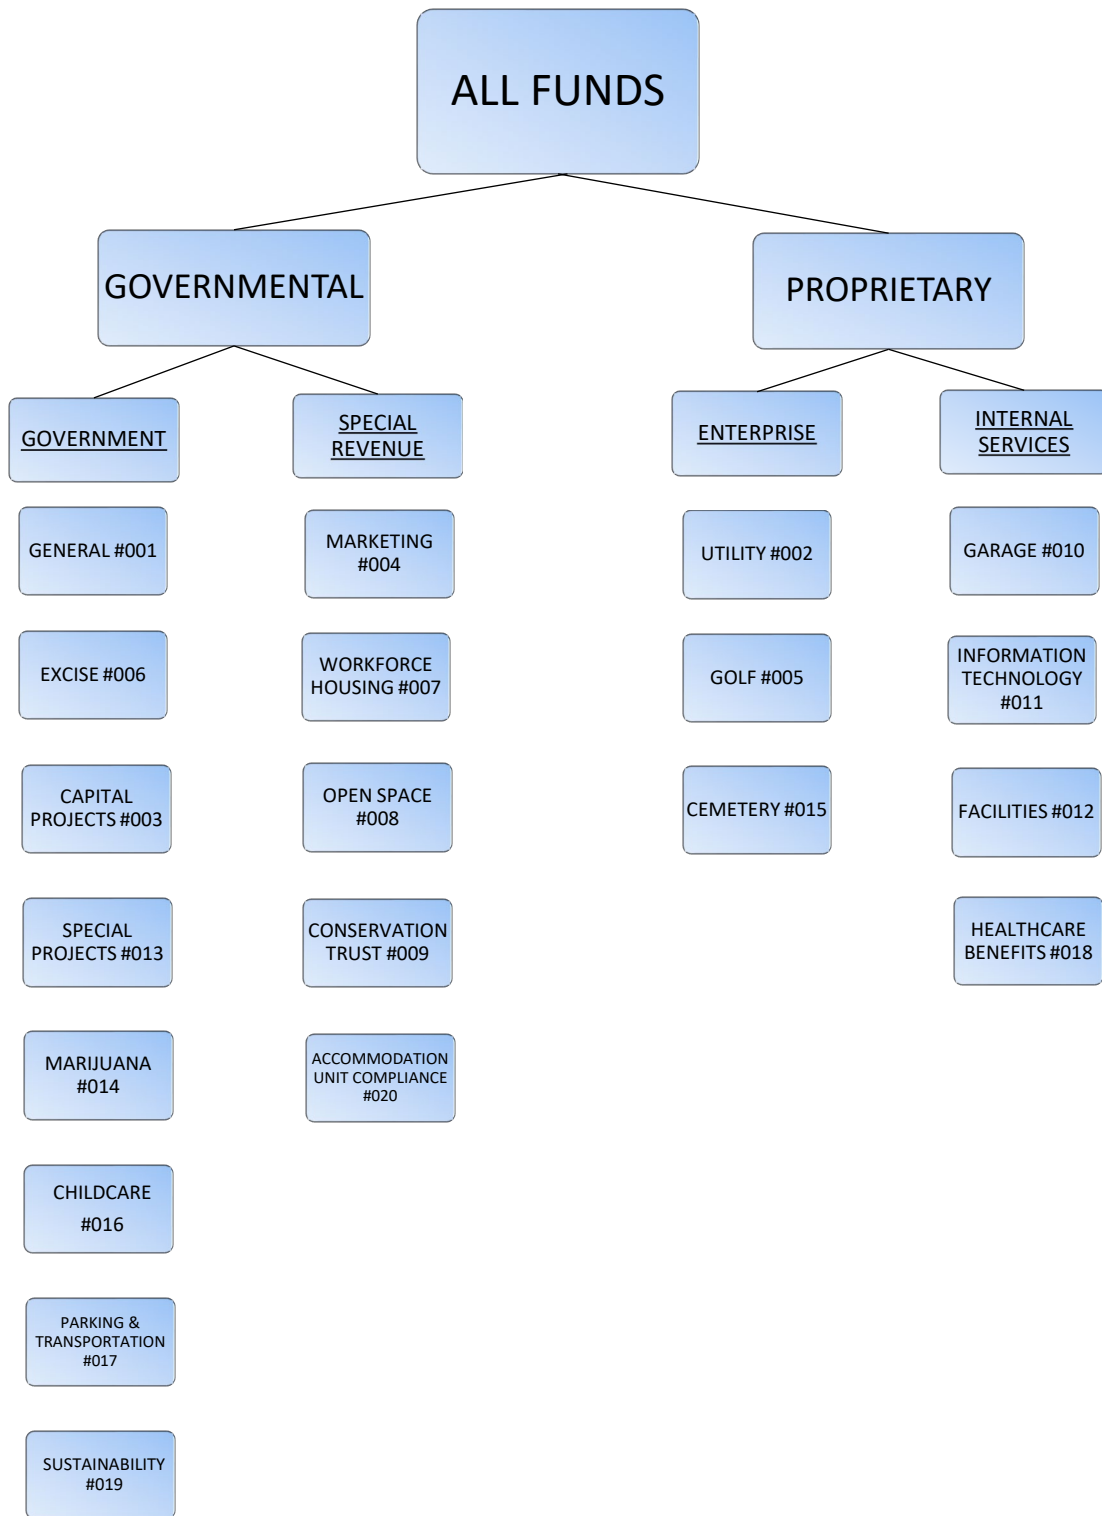 ALL FUNDS
GOVERNMENTAL
PROPRIETARY
GOVERNMENT
SPECIAL
REVENUE
ENTERPRISE
INTERNAL
SERVICES
GENERAL #001
MARKETING
#004
UTILITY #002
GARAGE #010
EXCISE #006
WORKFORCE
HOUSING #007
GOLF #005
INFORMATION
TECHNOLOGY
#011
CAPITAL
PROJECTS #003
OPEN SPACE
#008
CEMETERY #015
FACILITIES #012
SPECIAL
PROJECTS #013
CONSERVATION
TRUST #009
HEALTHCARE
BENEFITS #018
MARIJUANA
#014
ACCOMMODATION
UNIT COMPLIANCE
#020
CHILDCARE
#016
PARKING &
TRANSPORTATION
#017
SUSTAINABILITY
#019